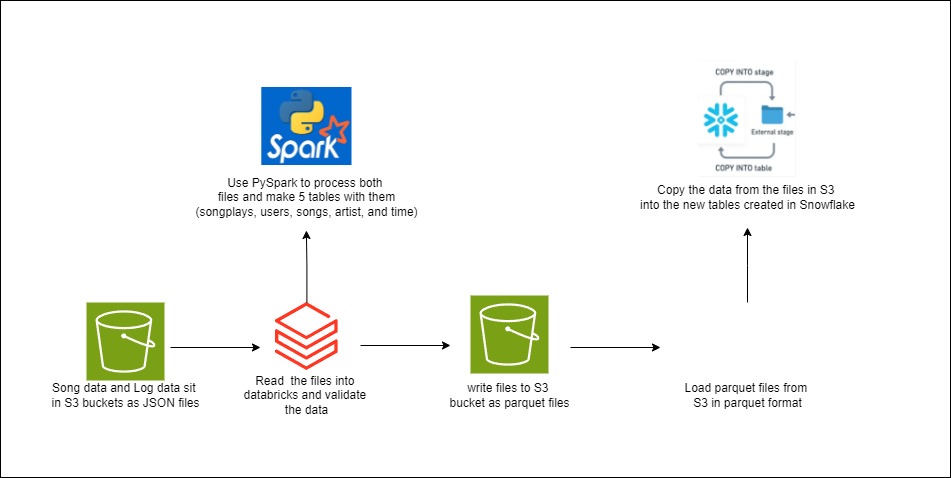 COPY INTO stage
External stage
COPY INTO table
Spark
Use PySpark to process both
files and make 5 tables with them
(songplays, users, songs, artist, and time)
Copy the data from the files in S3
into the new tables created in Snowflake
Song data and Log data sit
in S3 buckets as JSON files
Read the files into
databricks and validate
the data
write files to S3
bucket as parquet files
Load parquet files from
S3 in parquet format